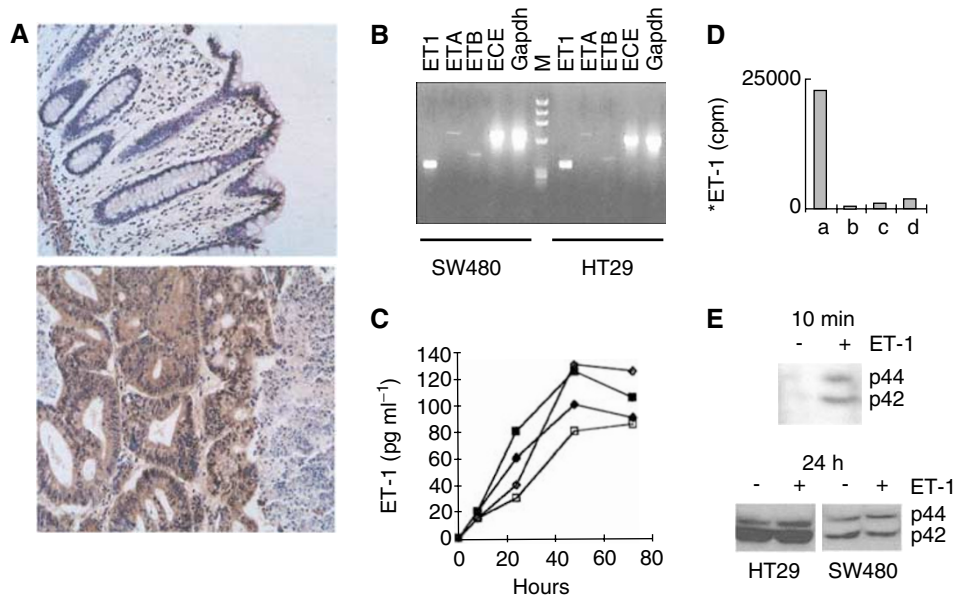 A
B
ET1 ETA ETB ECE Gapdh M ET1 ETA ETB ECE Gapdh
SW480 HT29
C
ET-1 (pg ml⁻¹)
140
120
100
80
60
40
20
0
0 20 40 60 80
Hours
D
*ET-1 (cpm)
25000
0
a b c d
E
10 min
- + ET-1
p44
p42
24 h
- + - + ET-1
p44
p42
HT29 SW480